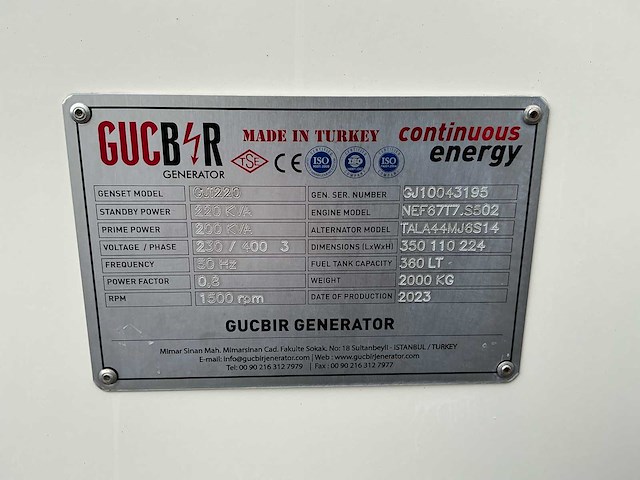 GUCBIR
GENERATOR
MADE IN TURKEY
continuous
energy
TSE CE ISO ISO ISO
GENSET MODEL GJ220 GEN. SER. NUMBER GJ10043195
STANDBY POWER 220 KVA ENGINE MODEL NEF67T7.S502
PRIME POWER 200 KVA ALTERNATOR MODEL TALA44MJ6S14
VOLTAGE / PHASE 230 / 400 3 DIMENSIONS (LxWxH) 350 110 224
FREQUENCY 50 Hz FUEL TANK CAPACITY 360 LT
POWER FACTOR 0,8 WEIGHT 2000 KG
RPM 1500 rpm DATE OF PRODUCTION 2023
GUCBIR GENERATOR
Mimar Sinan Mah. Mimarsinan Cad. Fakulte Sokak. No: 18 Sultanbeyli - ISTANBUL / TURKEY
E-mail: info@gucbirjenerator.com | Web : www.gucbirjenerator.com
Tel: 00 90 216 312 7979 | Fax : 00 90 216 312 7977